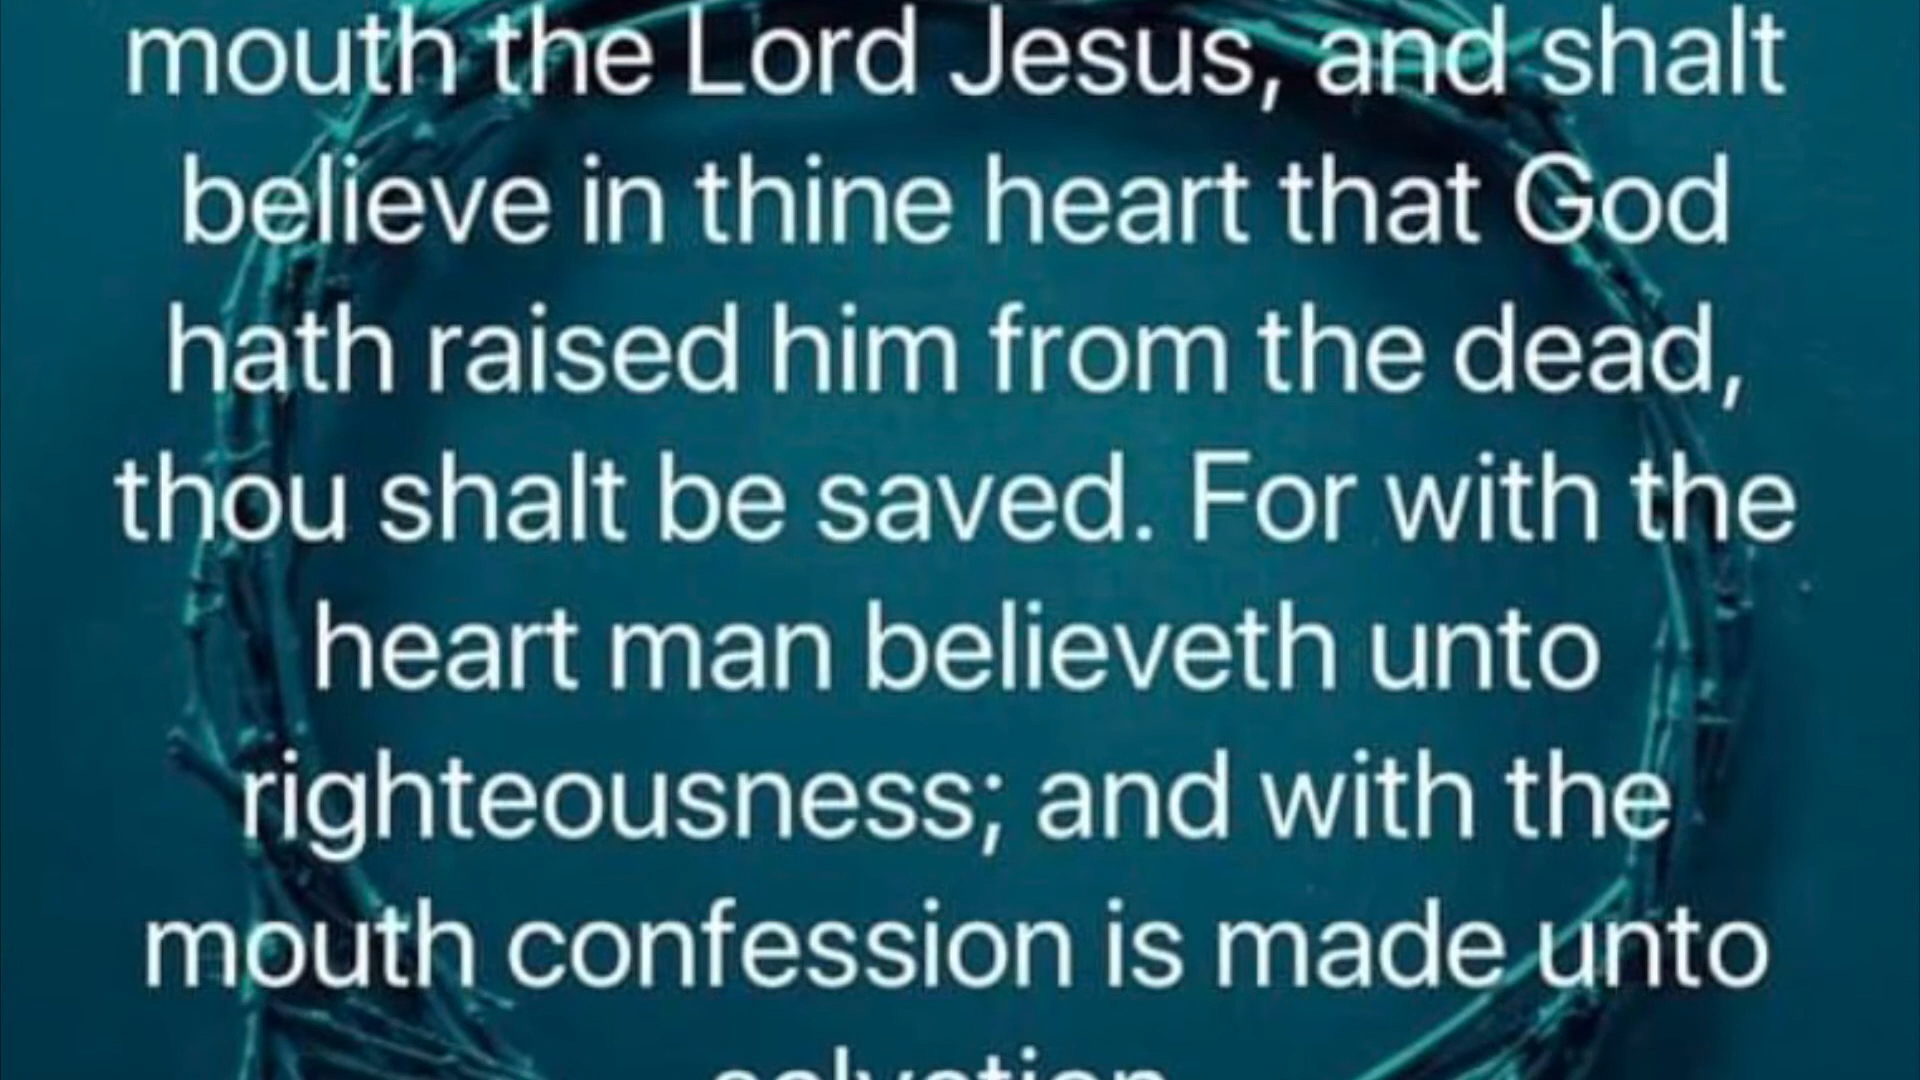 mouth the Lord Jesus, and shalt
believe in thine heart that God
hath raised him from the dead,
thou shalt be saved. For with the
heart man believeth unto
righteousness; and with the
mouth confession is made unto
salvation